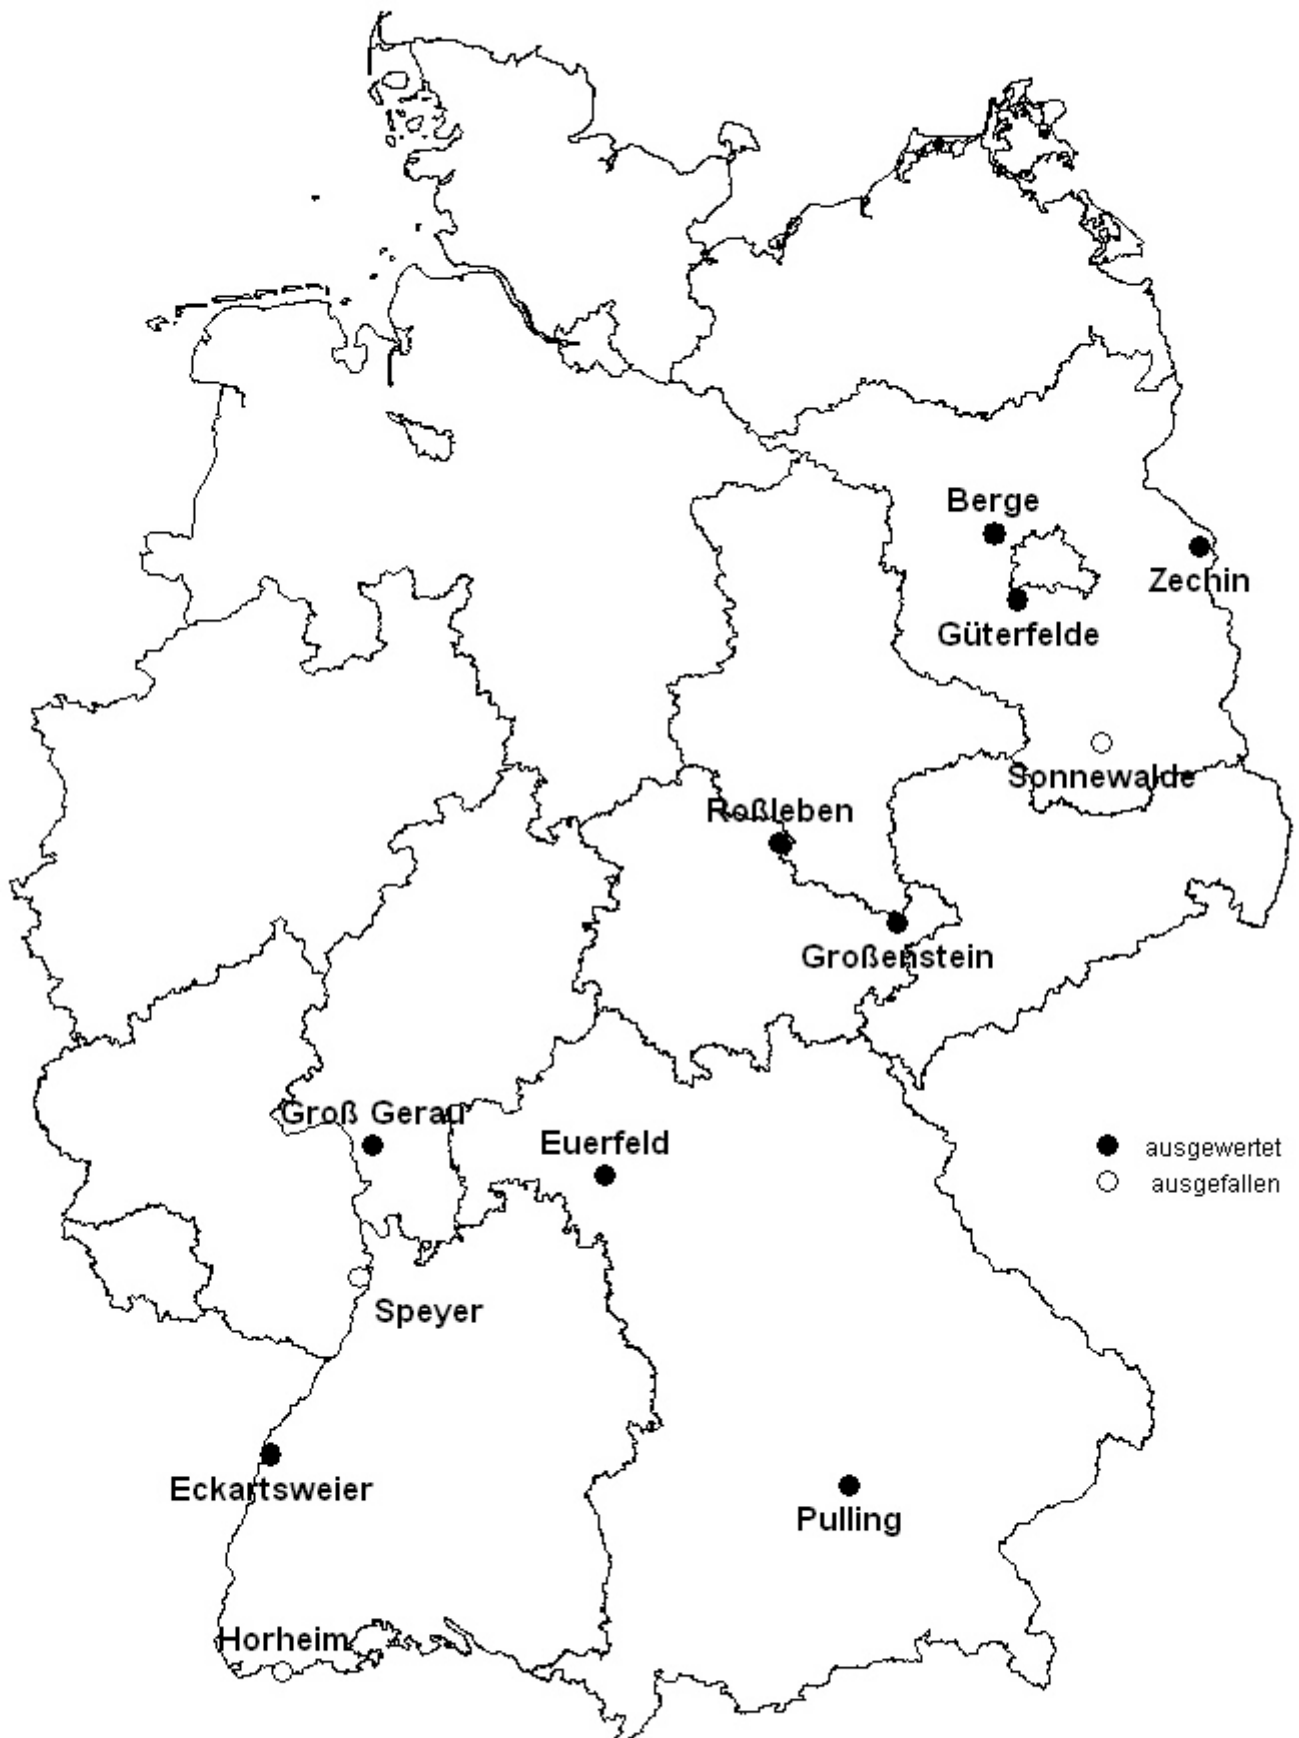 Berge
Zechin
Güterfelde
Sonnewalde
Roßleben
Großenstein
Groß Gerau
Euerfeld
ausgewertet
ausgefallen
Speyer
Eckartsweier
Pulling
Horheim